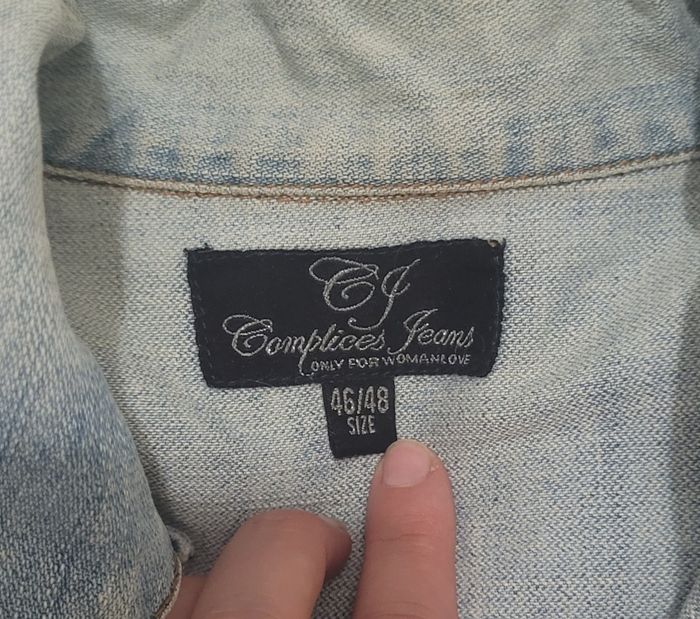 CJ
Complices Jeans
ONLY FOR WOMANLOVE
46/48
SIZE